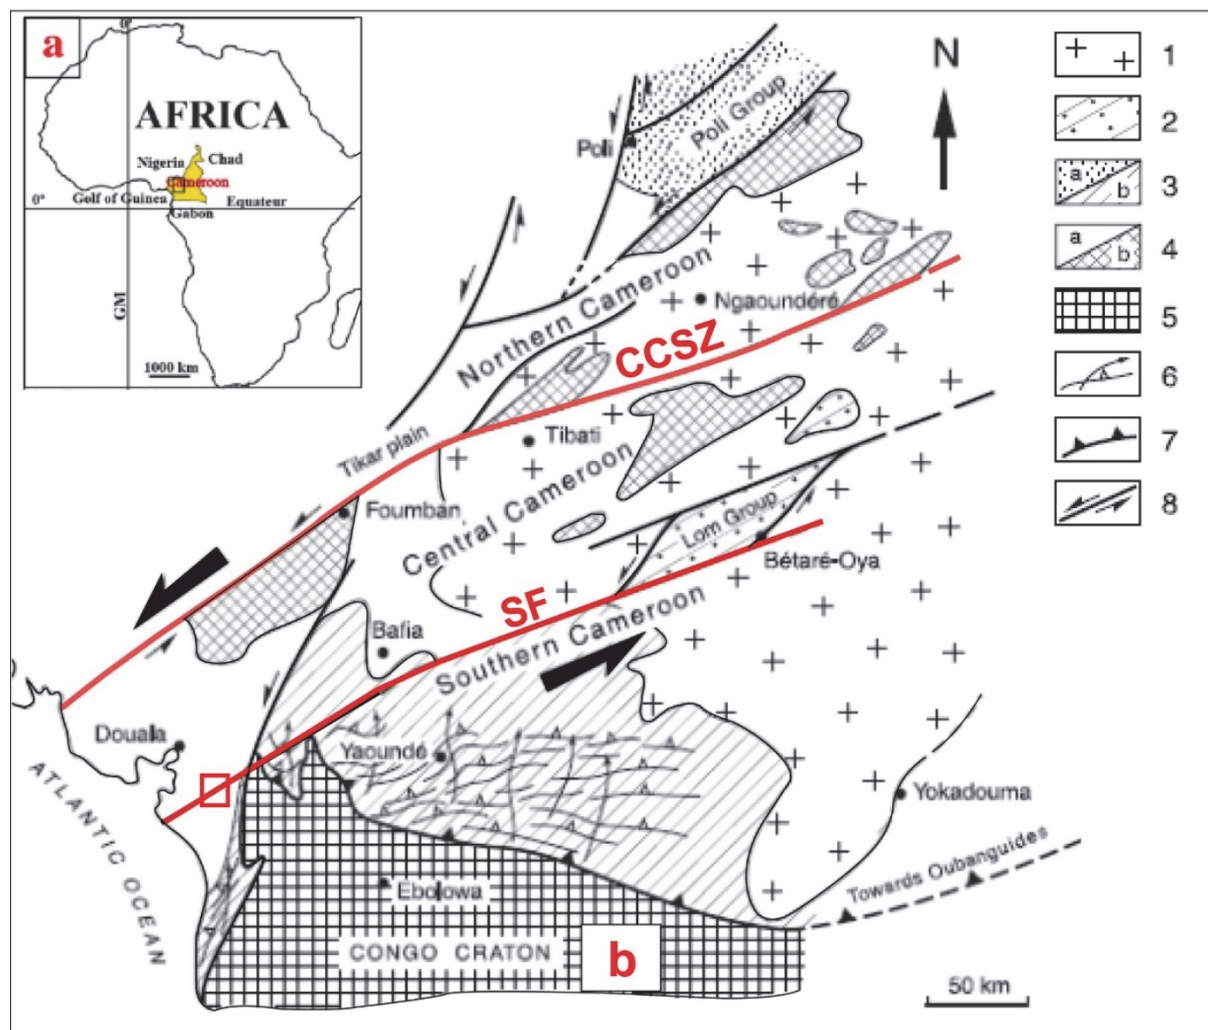 a
0°
AFRICA
Nigeria
Chad
Cameroon
0°
Golf of Guinea
Equateur
Gabon
GM
1000 km
N
Poli
Poli Group
Northern Cameroon
Ngaoundéré
CCSZ
Tikar plain
Tibati
Foumban
Central Cameroon
Lom Group
Bétaré-Oya
SF
Bafia
Southern Cameroon
Douala
Yaoundé
ATLANTIC OCEAN
Yokadouma
Towards Oubanguides
Ebolowa
CONGO CRATON
b
50 km
1
2
a
b
3
a
b
4
5
6
7
8